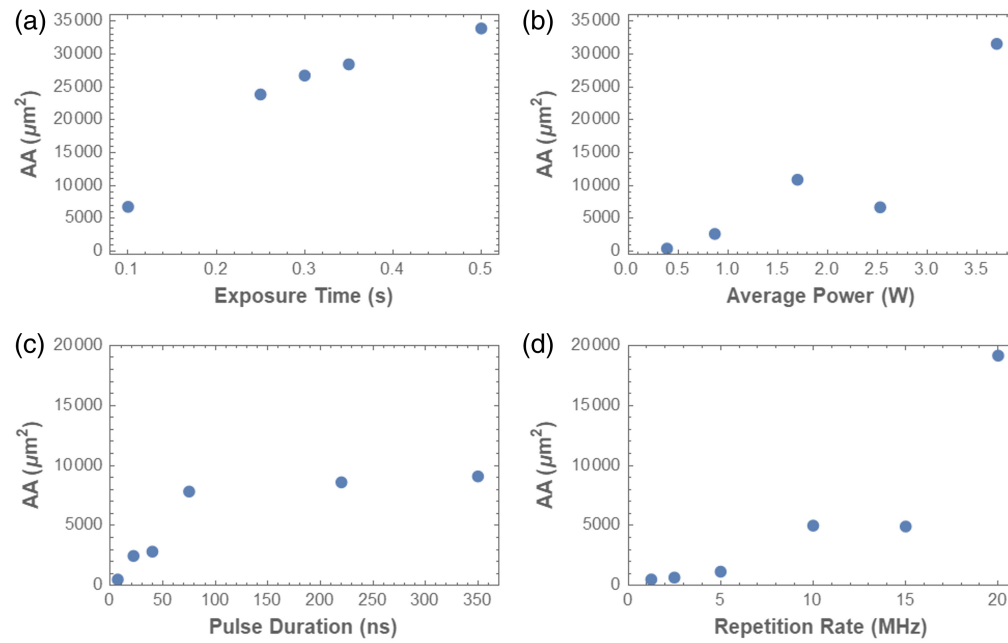 (a)
35000
30000
25000
20000
15000
10000
5000
0
AA (μm²)
0.1 0.2 0.3 0.4 0.5
Exposure Time (s)
(b)
35000
30000
25000
20000
15000
10000
5000
0
AA (μm²)
0.0 0.5 1.0 1.5 2.0 2.5 3.0 3.5
Average Power (W)
(c)
20000
15000
10000
5000
0
AA (μm²)
0 50 100 150 200 250 300 350
Pulse Duration (ns)
(d)
20000
15000
10000
5000
0
AA (μm²)
0 5 10 15 20
Repetition Rate (MHz)